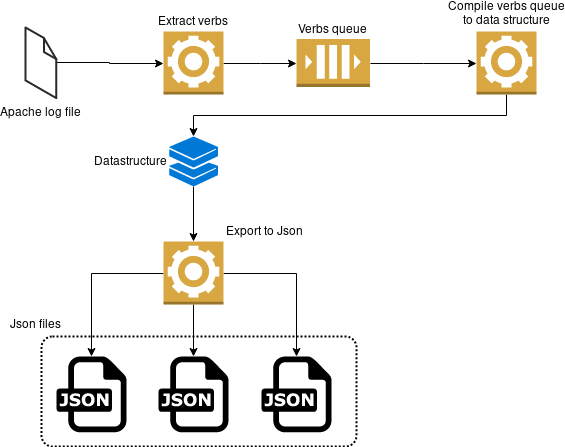 Extract verbs
Verbs queue
Compile verbs queue
to data structure
Apache log file
Datastructure
Export to Json
Json files
JSON
JSON
JSON